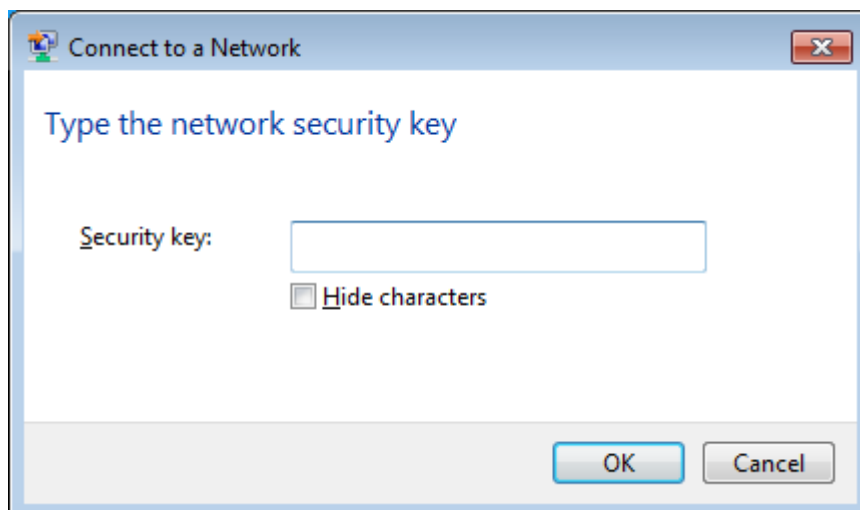 Connect to a Network
Type the network security key
Security key:
Hide characters
OK Cancel